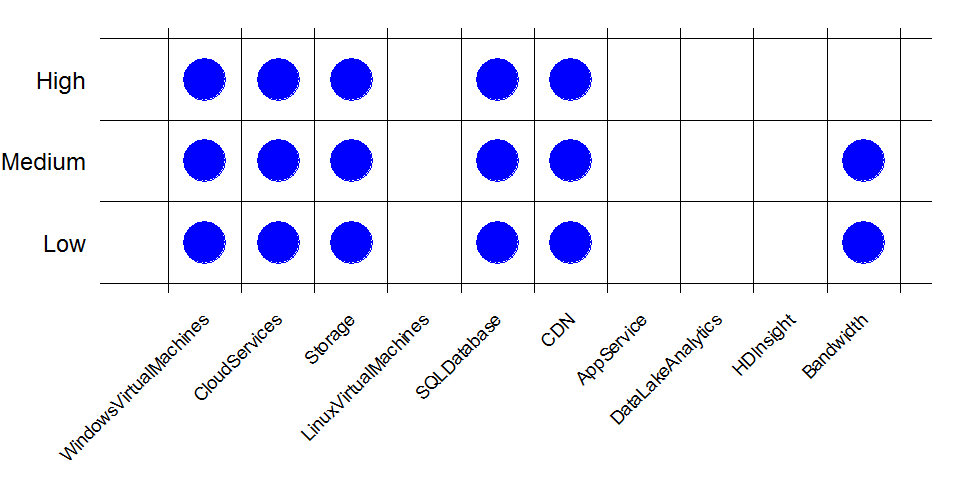 High
Medium
Low
WindowsVirtualMachines
CloudServices
Storage
LinuxVirtualMachines
SQLDatabase
CDN
AppService
DataLakeAnalytics
HDInsight
Bandwidth